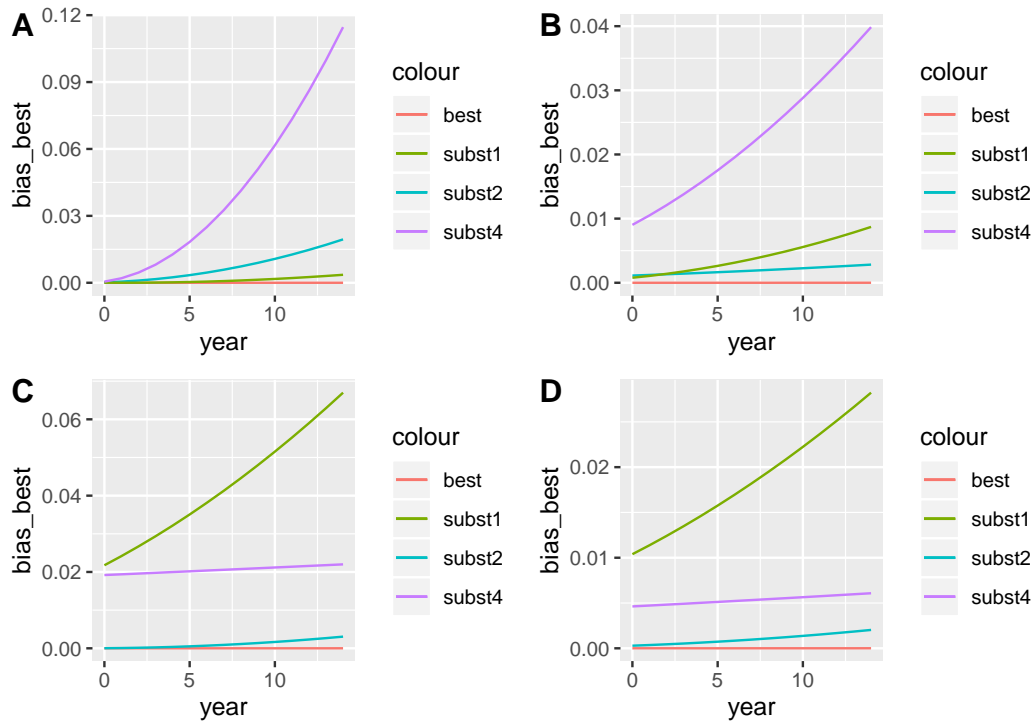 A
0.12
0.09
0.06
0.03
0.00
bias_best
0
5
10
year
colour
best
subst1
subst2
subst4
B
0.04
0.03
0.02
0.01
0.00
bias_best
0
5
10
year
colour
best
subst1
subst2
subst4
C
0.06
0.04
0.02
0.00
bias_best
0
5
10
year
colour
best
subst1
subst2
subst4
D
0.02
0.01
0.00
bias_best
0
5
10
year
colour
best
subst1
subst2
subst4